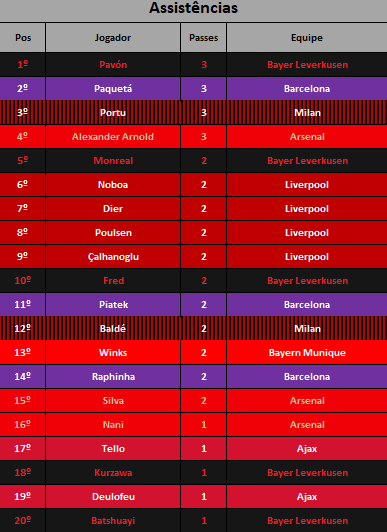 Assistências
Pos Jogador Passes Equipe
1º Pavón 3 Bayer Leverkusen
2º Paquetá 3 Barcelona
3º Portu 3 Milan
4º Alexander Arnold 3 Arsenal
5º Monreal 2 Bayer Leverkusen
6º Noboa 2 Liverpool
7º Dier 2 Liverpool
8º Poulsen 2 Liverpool
9º Çalhanoglu 2 Liverpool
10º Fred 2 Bayer Leverkusen
11º Piatek 2 Barcelona
12º Baldé 2 Milan
13º Winks 2 Bayern Munique
14º Raphinha 2 Barcelona
15º Silva 2 Arsenal
16º Nani 1 Arsenal
17º Tello 1 Ajax
18º Kurzawa 1 Bayer Leverkusen
19º Deulofeu 1 Ajax
20º Batshuayi 1 Bayer Leverkusen